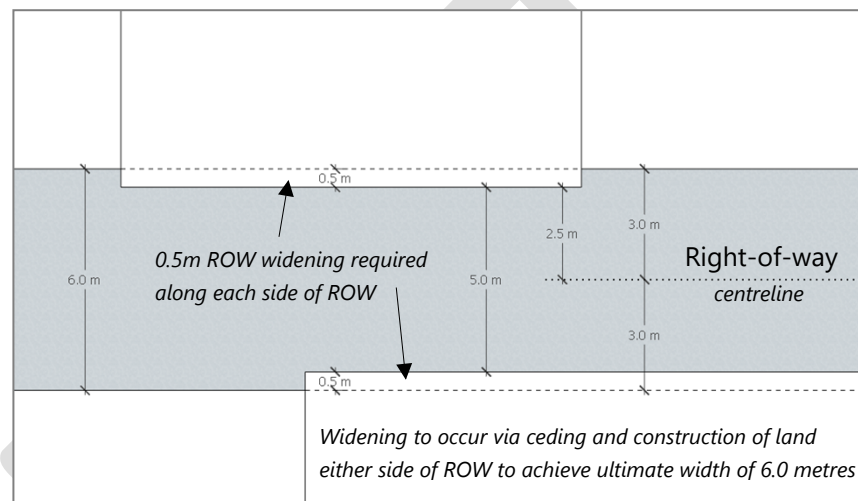 0.5 m
3.0 m
2.5 m
0.5m ROW widening required
along each side of ROW
6.0 m
5.0 m
Right-of-way
centreline
3.0 m
0.5 m
Widening to occur via ceding and construction of land
either side of ROW to achieve ultimate width of 6.0 metres